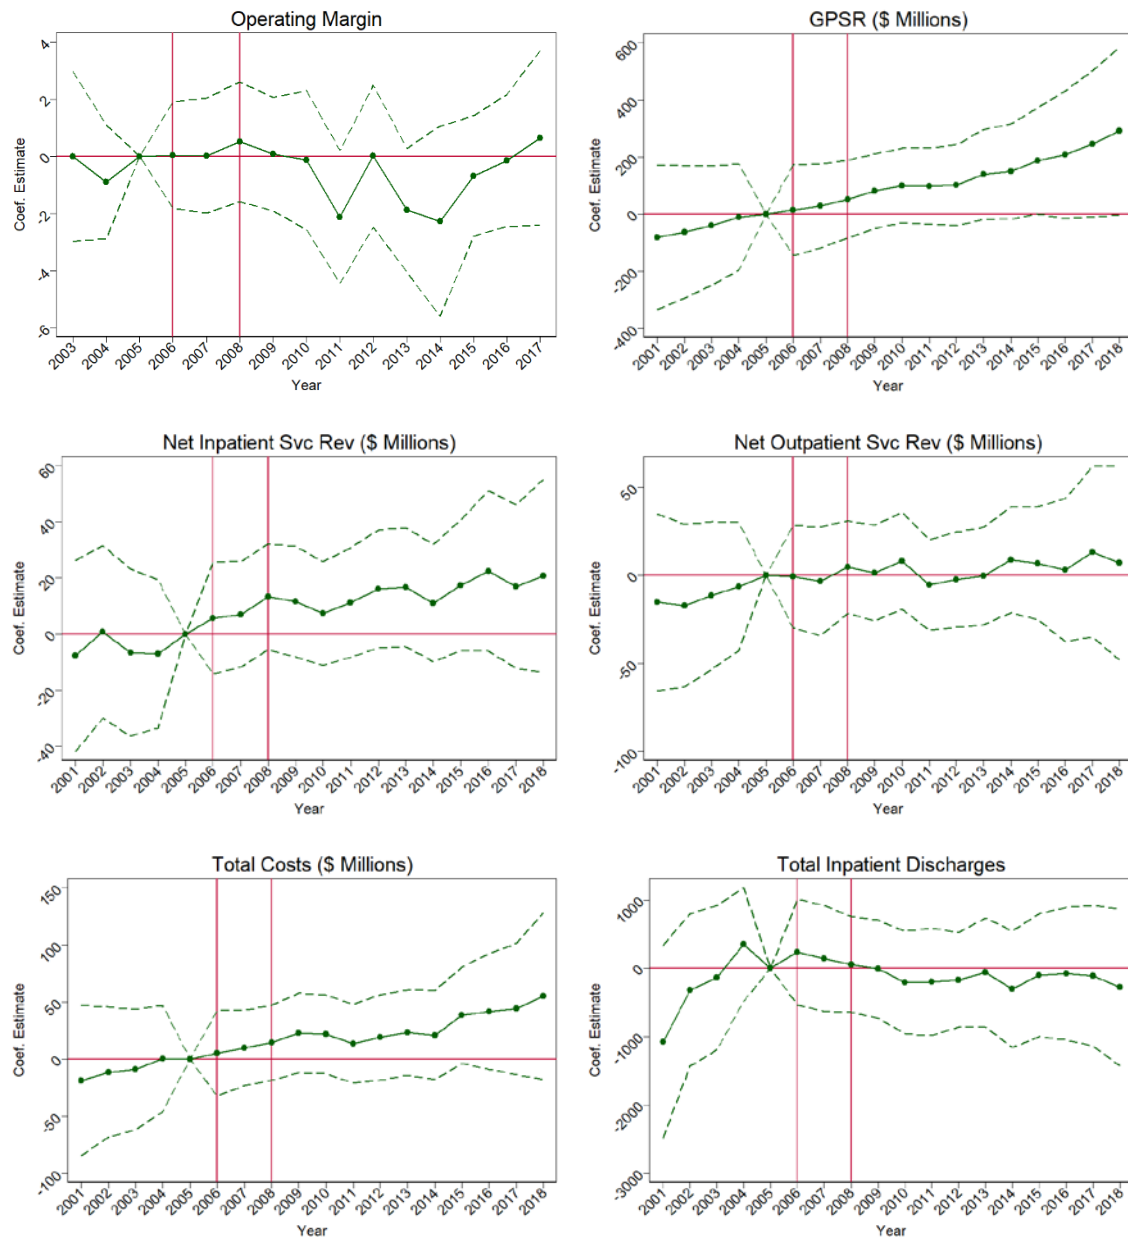 Operating Margin
Coef. Estimate
4
2
0
-2
-4
-6
2003 2004 2005 2006 2007 2008 2009 2010 2011 2012 2013 2014 2015 2016 2017
Year
GPSR ($ Millions)
Coef. Estimate
600
400
200
0
-200
-400
2001 2002 2003 2004 2005 2006 2007 2008 2009 2010 2011 2012 2013 2014 2015 2016 2017 2018
Year
Net Inpatient Svc Rev ($ Millions)
Coef. Estimate
60
40
20
0
-20
-40
2001 2002 2003 2004 2005 2006 2007 2008 2009 2010 2011 2012 2013 2014 2015 2016 2017 2018
Year
Net Outpatient Svc Rev ($ Millions)
Coef. Estimate
50
0
-50
-100
2001 2002 2003 2004 2005 2006 2007 2008 2009 2010 2011 2012 2013 2014 2015 2016 2017 2018
Year
Total Costs ($ Millions)
Coef. Estimate
150
100
50
0
-50
-100
2001 2002 2003 2004 2005 2006 2007 2008 2009 2010 2011 2012 2013 2014 2015 2016 2017 2018
Year
Total Inpatient Discharges
Coef. Estimate
1000
0
-1000
-2000
-3000
2001 2002 2003 2004 2005 2006 2007 2008 2009 2010 2011 2012 2013 2014 2015 2016 2017 2018
Year